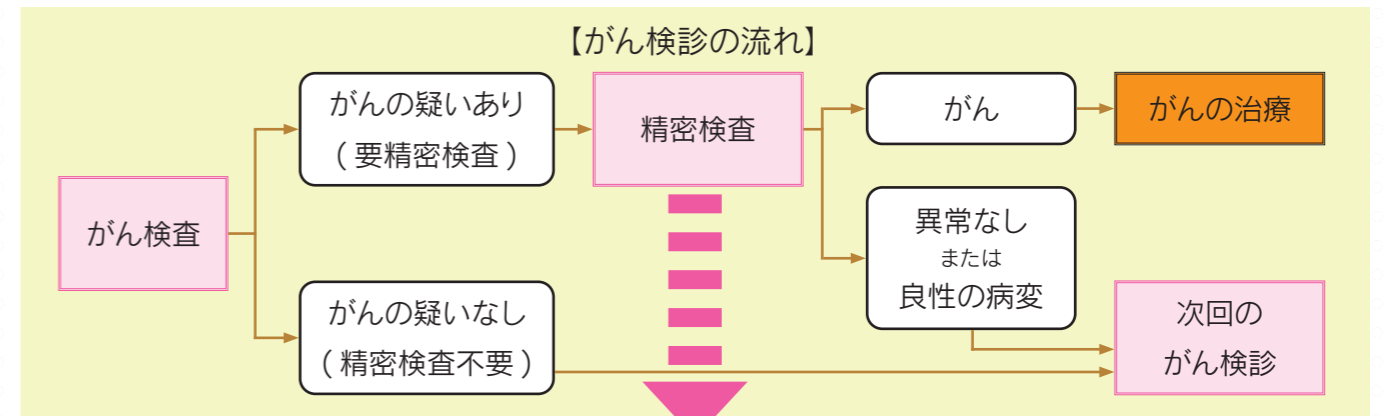 【がん検診の流れ】
がん検査
がんの疑いあり
( 要精密検査 )
がんの疑いなし
( 精密検査不要 )
精密検査
がん
異常なし
または
良性の病変
がんの治療
次回の
がん検診